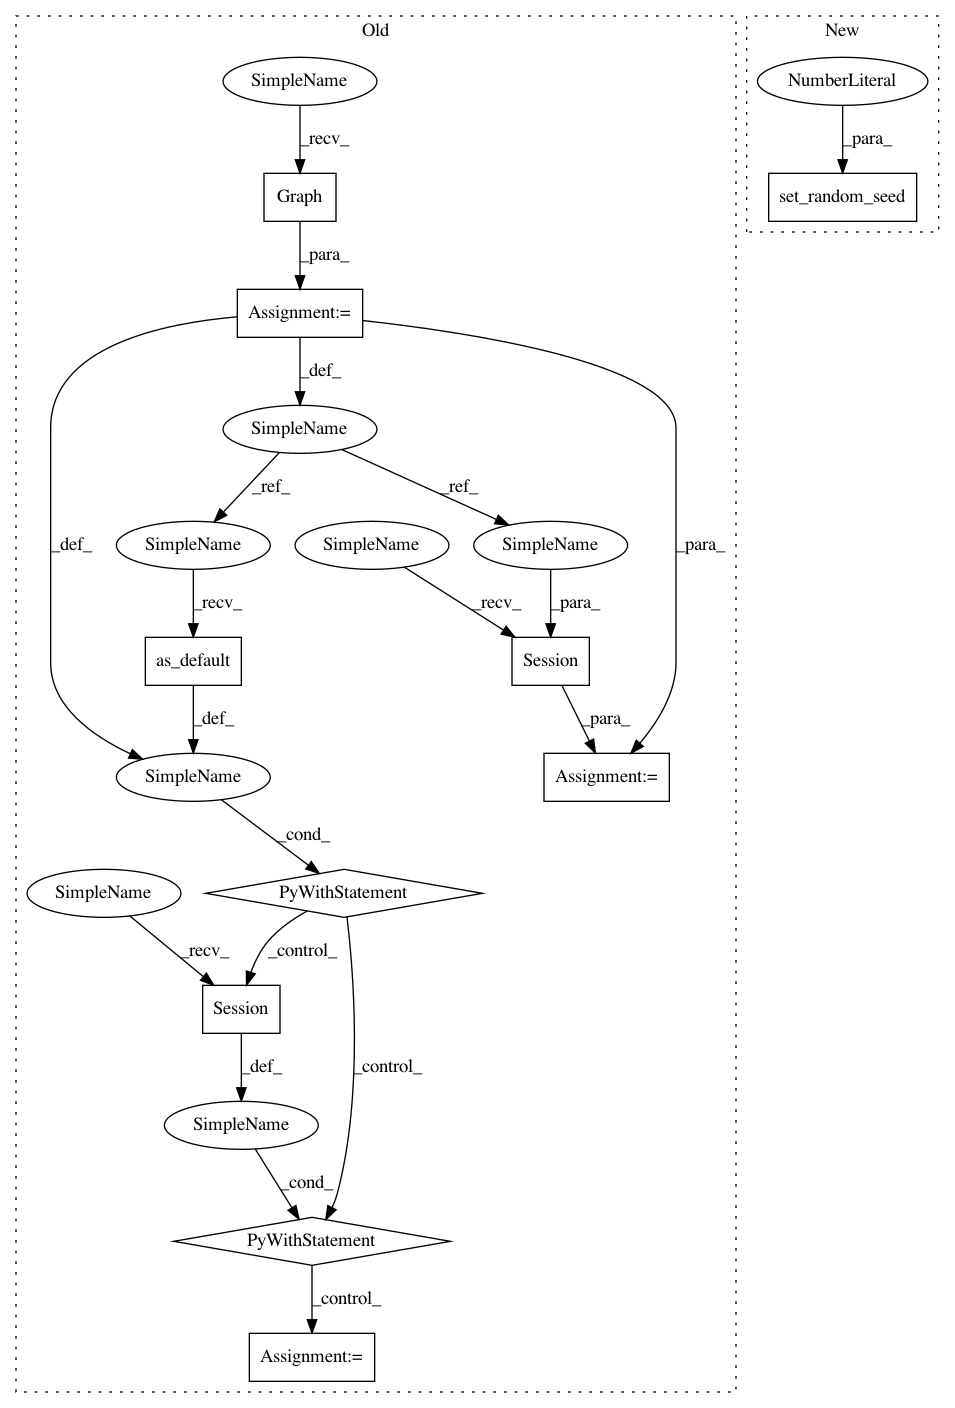 Old
New
SimpleName
NumberLiteral
_recv_
_para_
Graph
set_random_seed
_para_
Assignment:=
_def_
SimpleName
_ref_
_ref_
SimpleName
SimpleName
SimpleName
_def_
_para_
_recv_
_recv_
_para_
as_default
Session
_def_
_para_
SimpleName
Assignment:=
_cond_
SimpleName
PyWithStatement
_recv_
_control_
Session
_def_
_control_
SimpleName
_cond_
PyWithStatement
_control_
Assignment:=